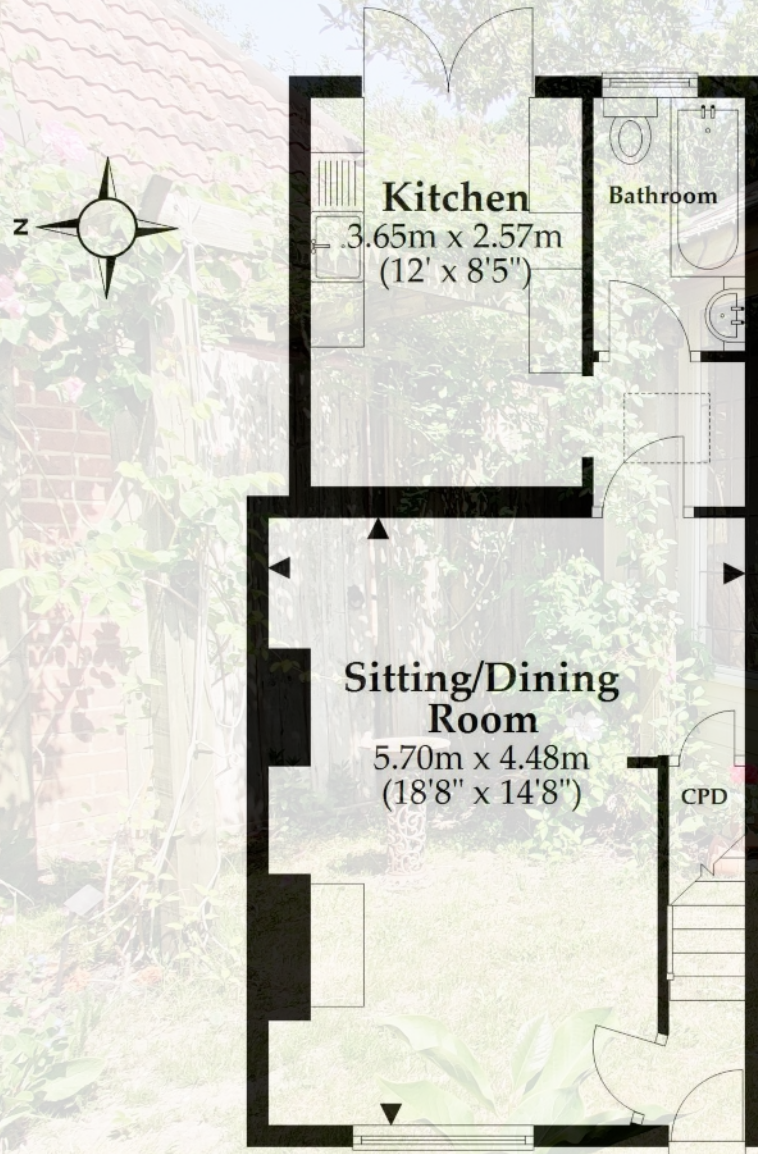 Kitchen
3.65m x 2.57m
(12' x 8'5")
Bathroom
N
Sitting/Dining
Room
5.70m x 4.48m
(18'8" x 14'8")
CPD